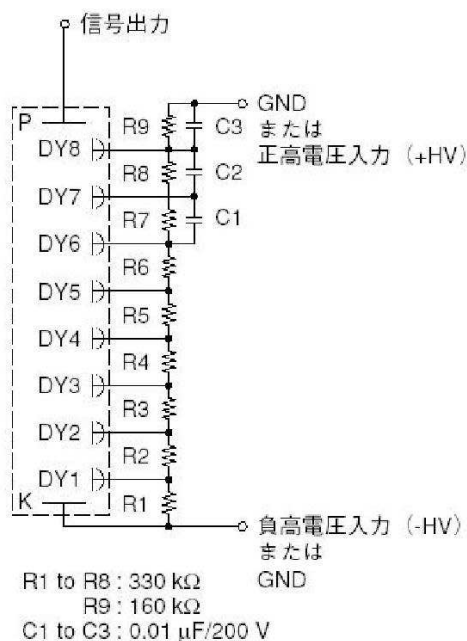 信号出力
P
R9
C3
GND
または
正高電圧入力（+HV）
DY8
R8
C2
DY7
R7
C1
DY6
R6
DY5
R5
DY4
R4
DY3
R3
DY2
R2
DY1
R1
K
負高電圧入力（-HV）
または
GND
R1 to R8 : 330 kΩ
R9 : 160 kΩ
C1 to C3 : 0.01 μF/200 V